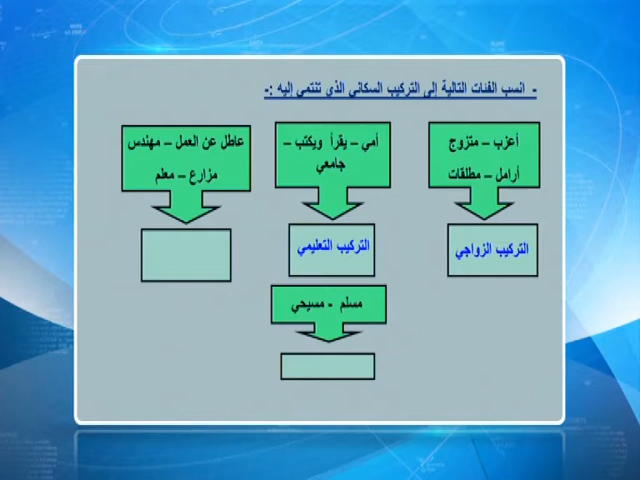 - انسب الفئات التالية إلى التركيب السكاني الذي تنتمي إليه :-
أعزب – متزوج
أرامل – مطلقات
أمي – يقرأ ويكتب –
جامعي
عاطل عن العمل – مهندس
مزارع – معلم
التركيب الزواجي
التركيب التعليمي
مسلم - مسيحي